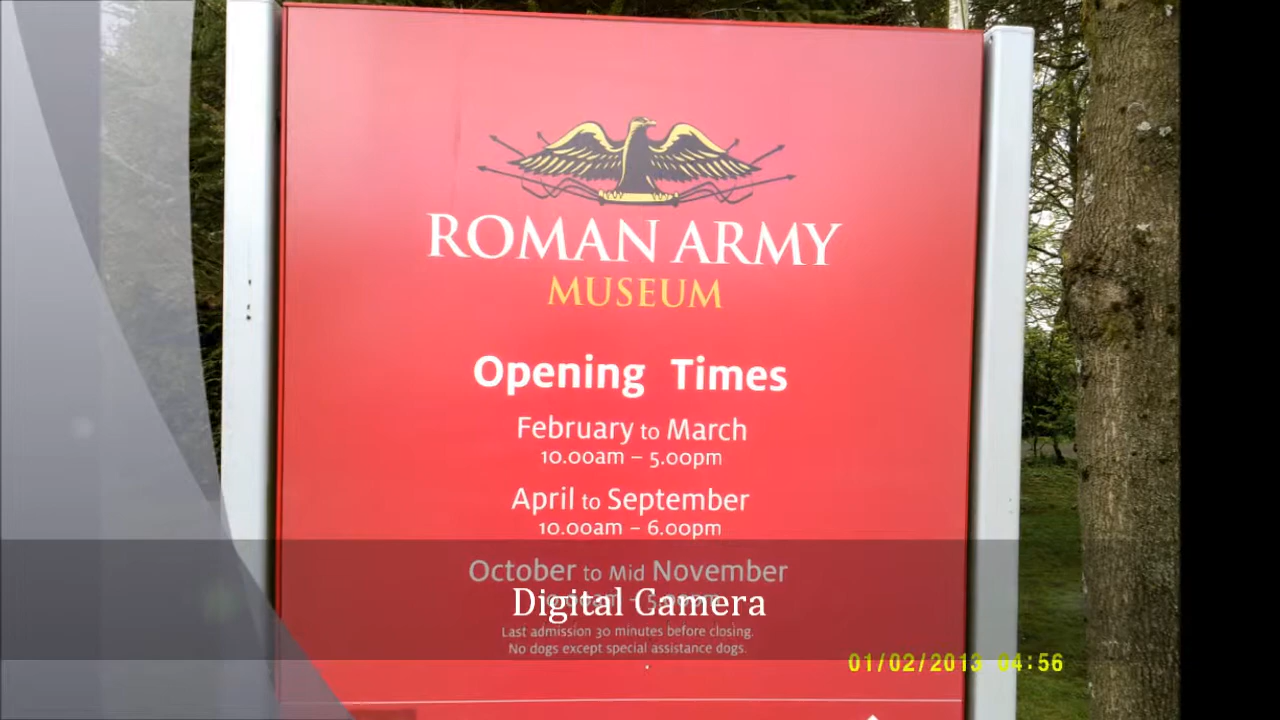 ROMAN ARMY
MUSEUM
Opening Times
February to March
10.00am – 5.00pm
April to September
10.00am – 6.00pm
October to Mid November
Digital Camera
Last admission 30 minutes before closing.
No dogs except special assistance dogs.
01/02/2013 04:56